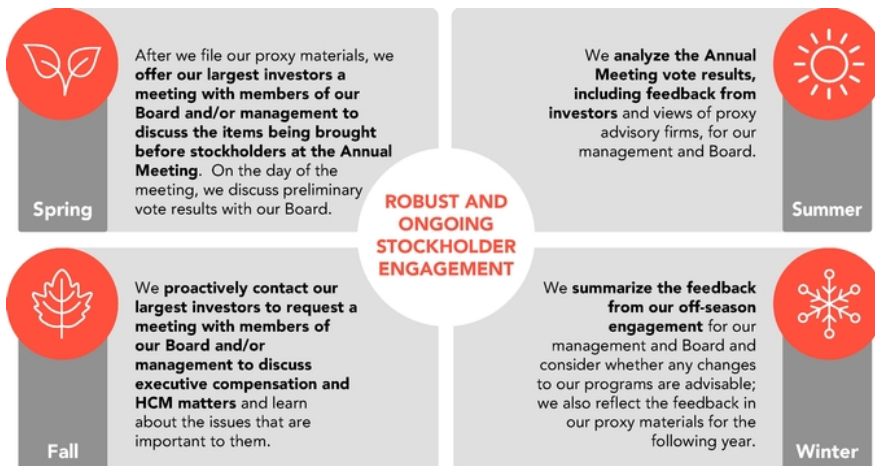 After we file our proxy materials, we
offer our largest investors a
meeting with members of our
Board and/or management to
discuss the items being brought
before stockholders at the Annual
Meeting. On the day of the
meeting, we discuss preliminary
vote results with our Board.
Spring
We analyze the Annual
Meeting vote results,
including feedback from
investors and views of proxy
advisory firms, for our
management and Board.
Summer
ROBUST AND
ONGOING
STOCKHOLDER
ENGAGEMENT
We proactively contact our
largest investors to request a
meeting with members of
our Board and/or
management to discuss
executive compensation and
HCM matters and learn
about the issues that are
important to them.
Fall
We summarize the feedback
from our off-season
engagement for our
management and Board and
consider whether any changes
to our programs are advisable;
we also reflect the feedback in
our proxy materials for the
following year.
Winter